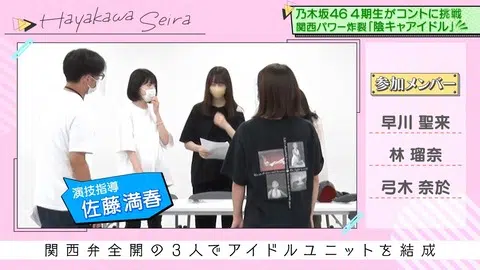 Hayakawa Seira
乃木坂46 4期生がコントに挑戦
関西パワー炸裂「陰キャアイドル」
参加メンバー
早川 聖来
林 瑠奈
弓木 奈於
演技指導
佐藤満春
関西弁全開の3人でアイドルユニットを結成